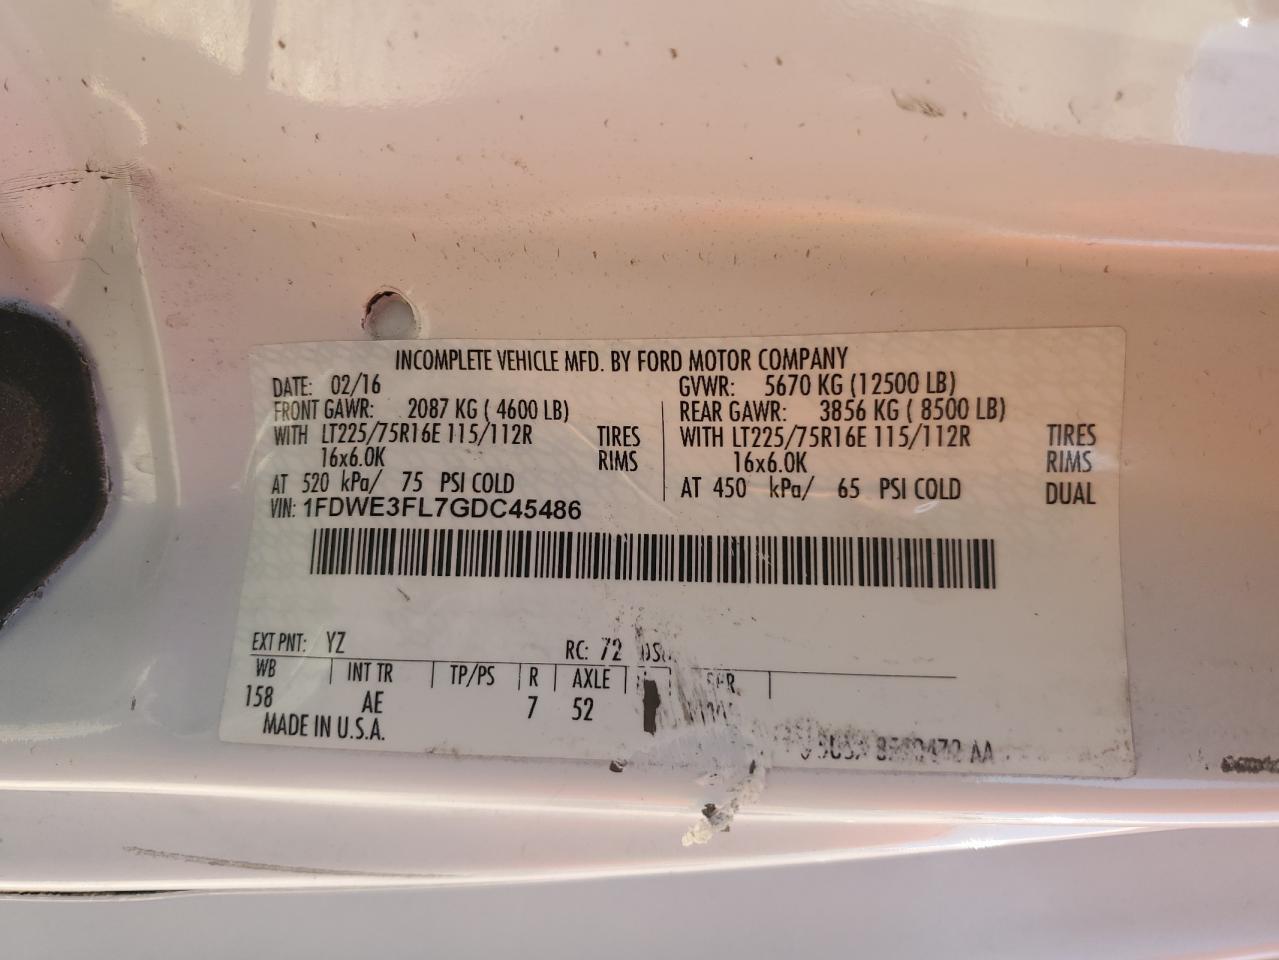 INCOMPLETE VEHICLE MFD. BY FORD MOTOR COMPANY
DATE: 02/16 GVWR: 5670 KG (12500 LB)
FRONT GAWR: 2087 KG ( 4600 LB) REAR GAWR: 3856 KG ( 8500 LB)
WITH LT225/75R16E 115/112R TIRES WITH LT225/75R16E 115/112R TIRES
16x6.0K RIMS 16x6.0K RIMS
AT 520 kPa/ 75 PSI COLD AT 450 kPa/ 65 PSI COLD DUAL
VIN: 1FDWE3FL7GDC45486
EXT PNT: YZ RC: 72
WB INT TR TP/PS R AXLE
158 AE 7 52
MADE IN U.S.A.
AA